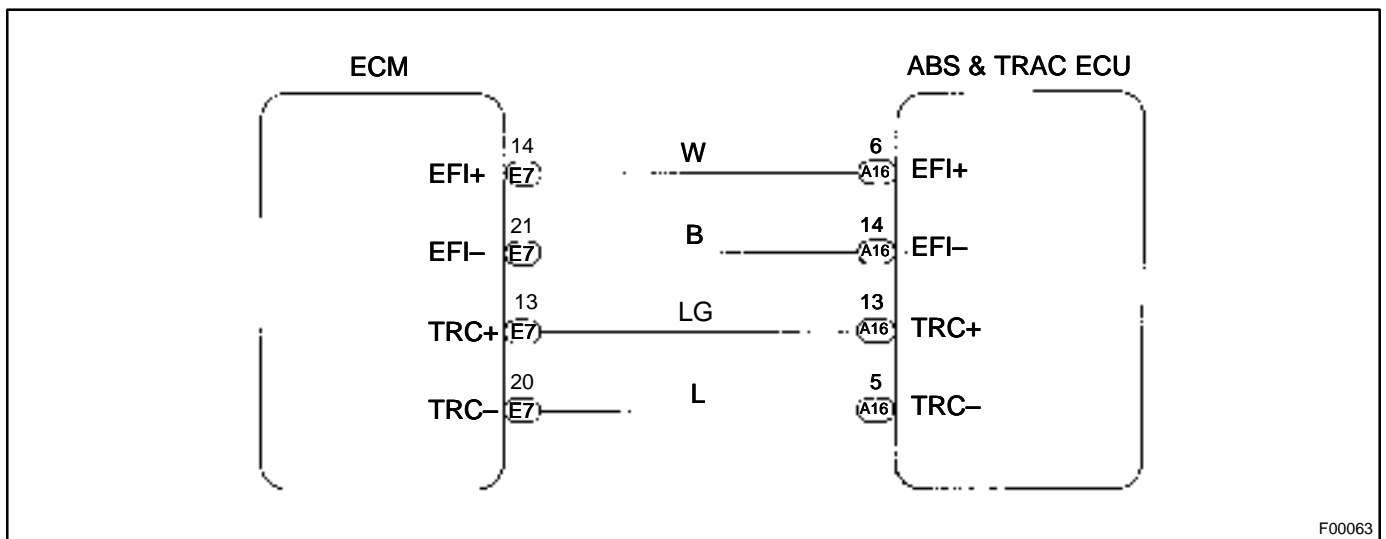 ECM ABS & TRAC ECU
14 W 6
EFI+ E7 A16 EFI+
21 B 14
EFI– E7 A16 EFI–
13 LG 13
TRC+ E7 A16 TRC+
20 L 5
TRC– E7 A16 TRC–
F00063